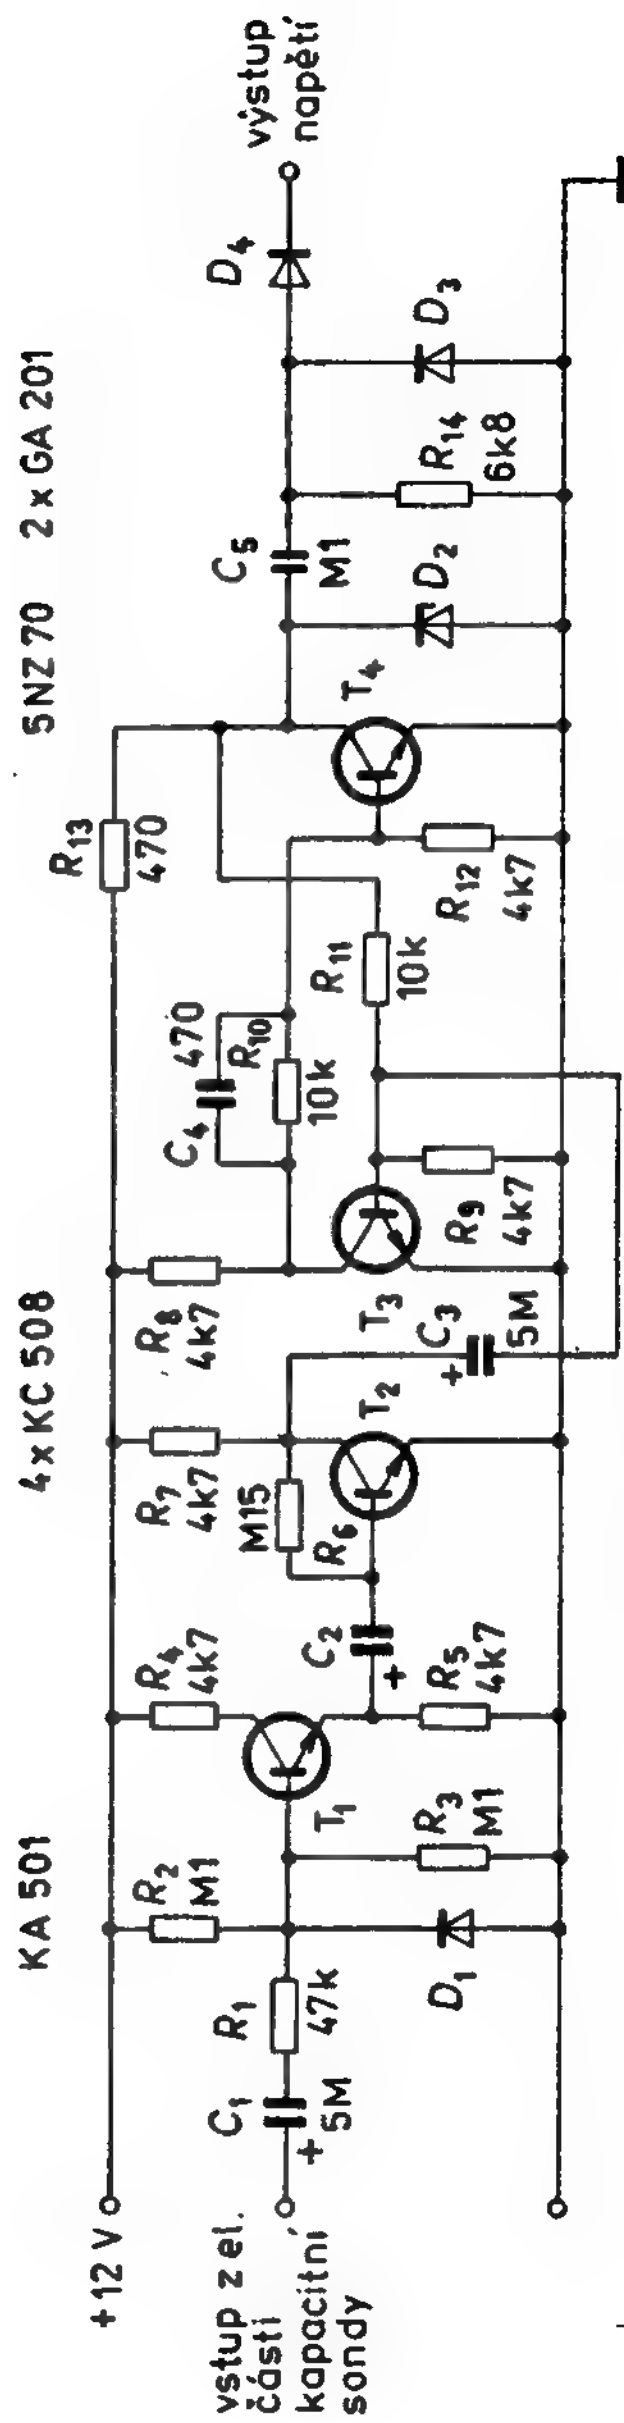 KA 501
4 x KC 508
5NZ 70
2 x GA 201
+12 V
vstup z el.
části
kapacitní
sondy
C1
5M
+
R1
47k
R2
M1
D1
R3
M1
T1
R4
4k7
R5
4k7
C2
+
R6
M15
R7
4k7
T2
C3
5M
+
R8
4k7
T3
R9
4k7
C4
470
R10
10k
R11
10k
R12
4k7
R13
470
T4
D2
C5
M1
R14
6k8
D3
D4
výstup
napětí